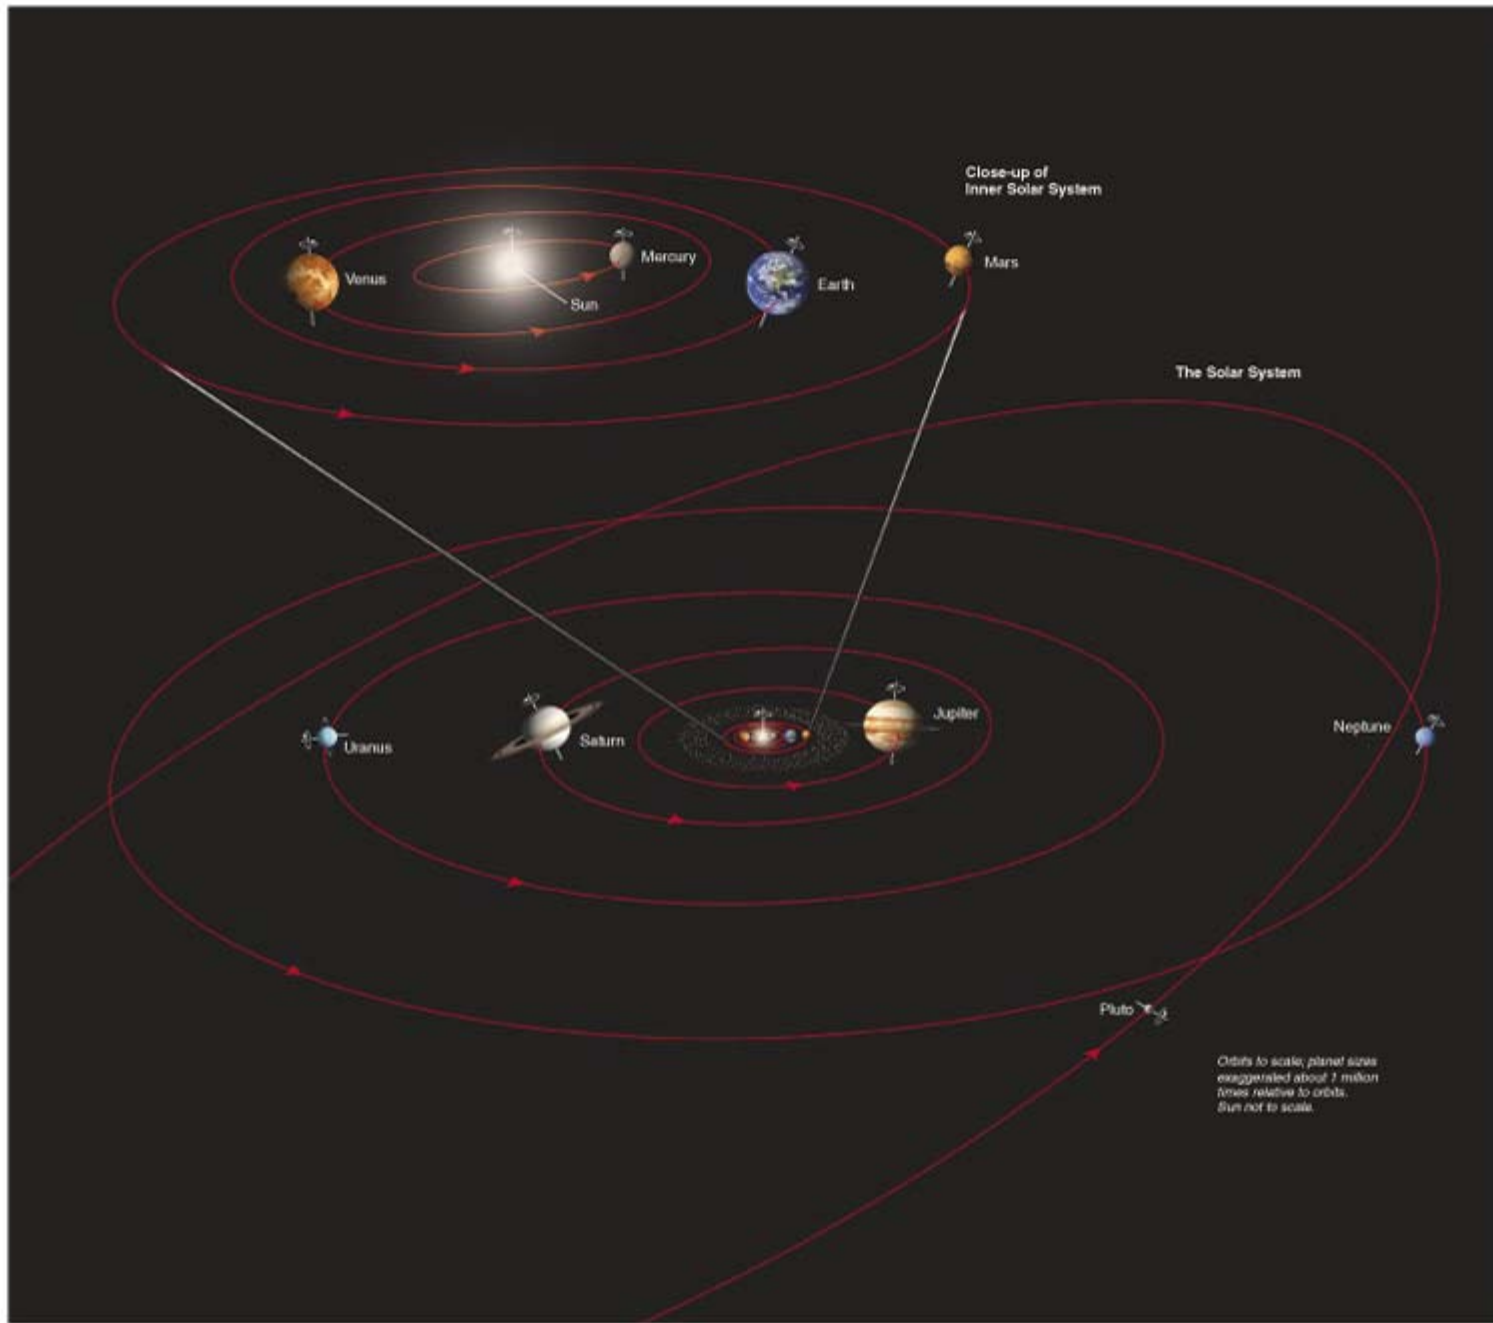 Close-up of
Inner Solar System
Mercury
Venus
Mars
Earth
Sun
The Solar System
Jupiter
Neptune
Saturn
Uranus
Pluto
Orbits to scale; planet sizes
exaggerated about 1 million
times relative to orbits.
Sun not to scale.